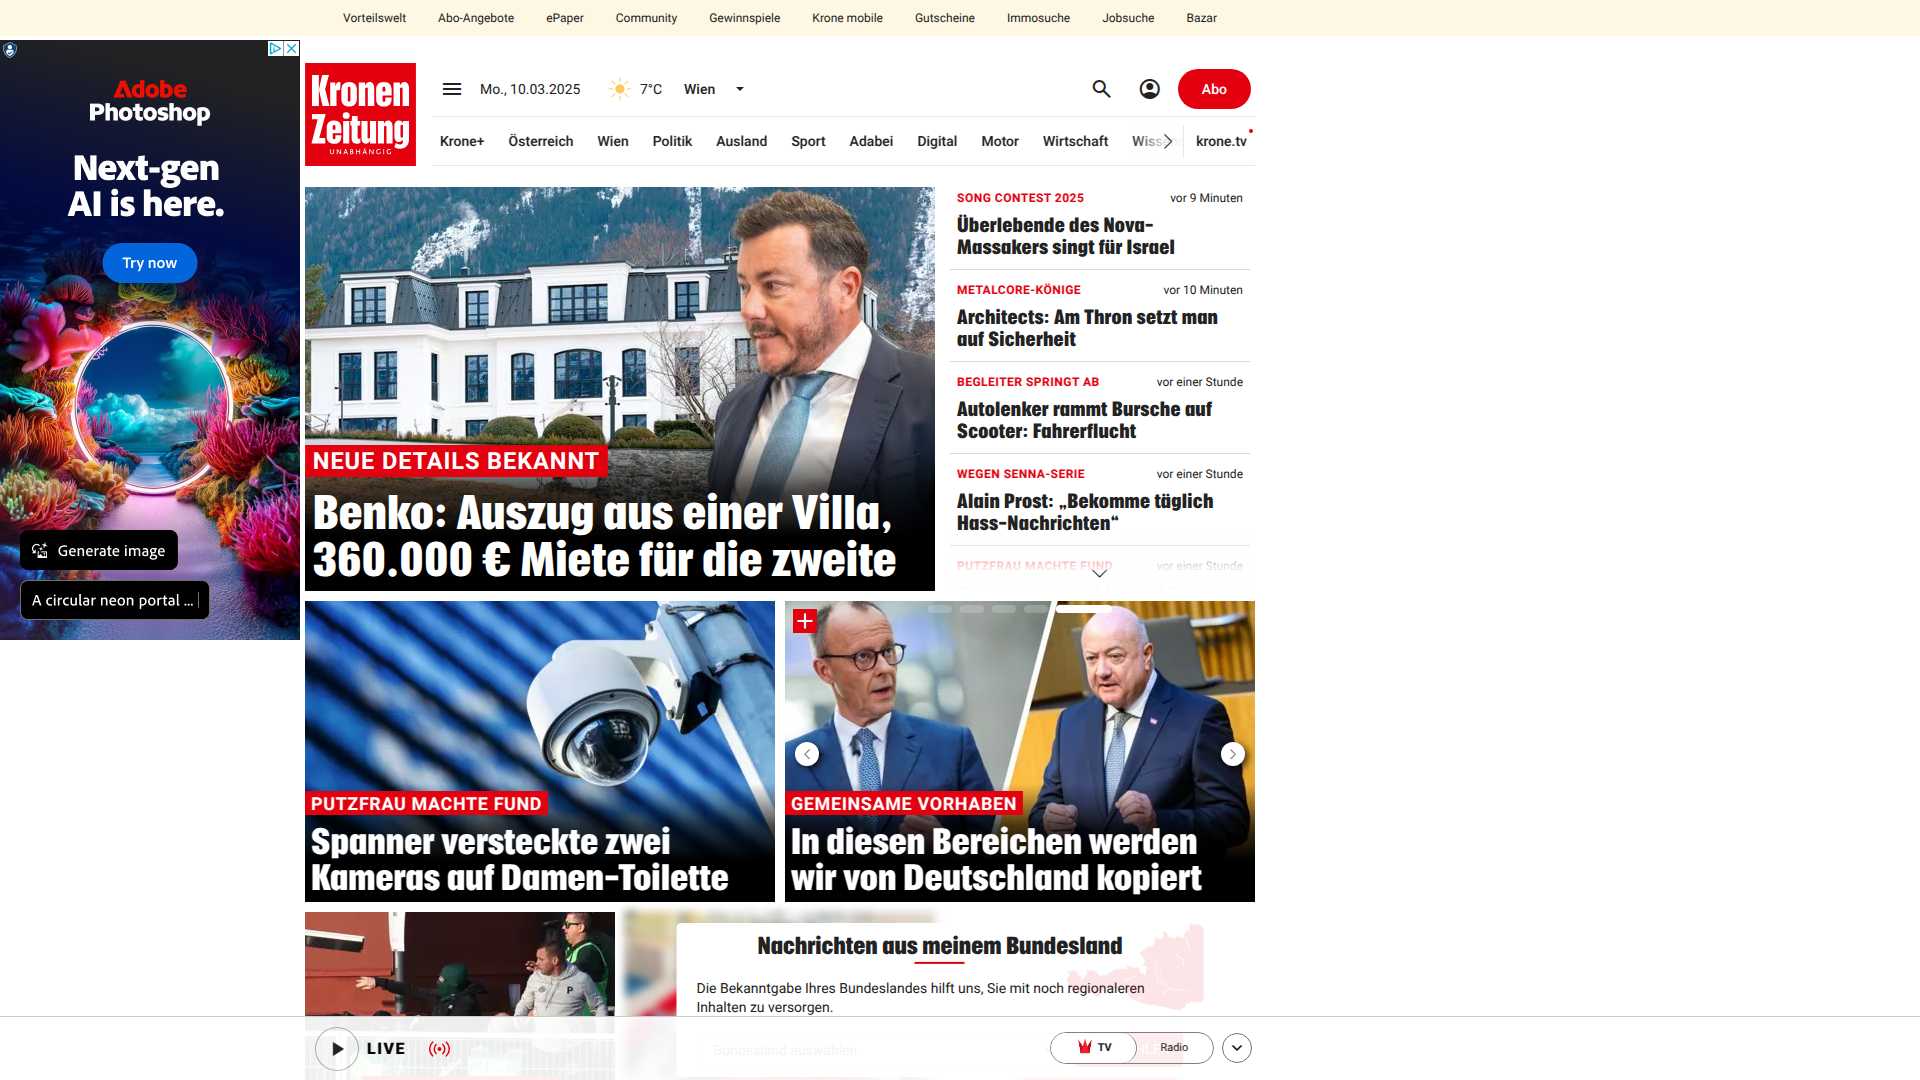 Vorteilswelt Abo-Angebote ePaper Community Gewinnspiele Krone mobile Gutscheine Immosuche Jobsuche Bazar
Adobe
Photoshop
Next-gen
AI is here.
Try now
Generate image
A circular neon portal ...
Kronen
Zeitung
UNABHÄNGIG
Mo., 10.03.2025 7°C Wien
Abo
Krone+ Österreich Wien Politik Ausland Sport Adabei Digital Motor Wirtschaft krone.tv
NEUE DETAILS BEKANNT
Benko: Auszug aus einer Villa,
360.000 € Miete für die zweite
SONG CONTEST 2025 vor 9 Minuten
Überlebende des Nova-
Massakers singt für Israel
METALCORE-KÖNIGE vor 10 Minuten
Architects: Am Thron setzt man
auf Sicherheit
BEGLEITER SPRINGT AB vor einer Stunde
Autolenker rammt Bursche auf
Scooter: Fahrerflucht
WEGEN SENNA-SERIE vor einer Stunde
Alain Prost: „Bekomme täglich
Hass-Nachrichten“
PUTZFRAU MACHTE FUND vor einer Stunde
PUTZFRAU MACHTE FUND
Spanner versteckte zwei
Kameras auf Damen-Toilette
GEMEINSAME VORHABEN
In diesen Bereichen werden
wir von Deutschland kopiert
Nachrichten aus meinem Bundesland
Die Bekanntgabe Ihres Bundeslandes hilft uns, Sie mit noch regionaleren
Inhalten zu versorgen.
Bundesland auswählen
LIVE
TV Radio